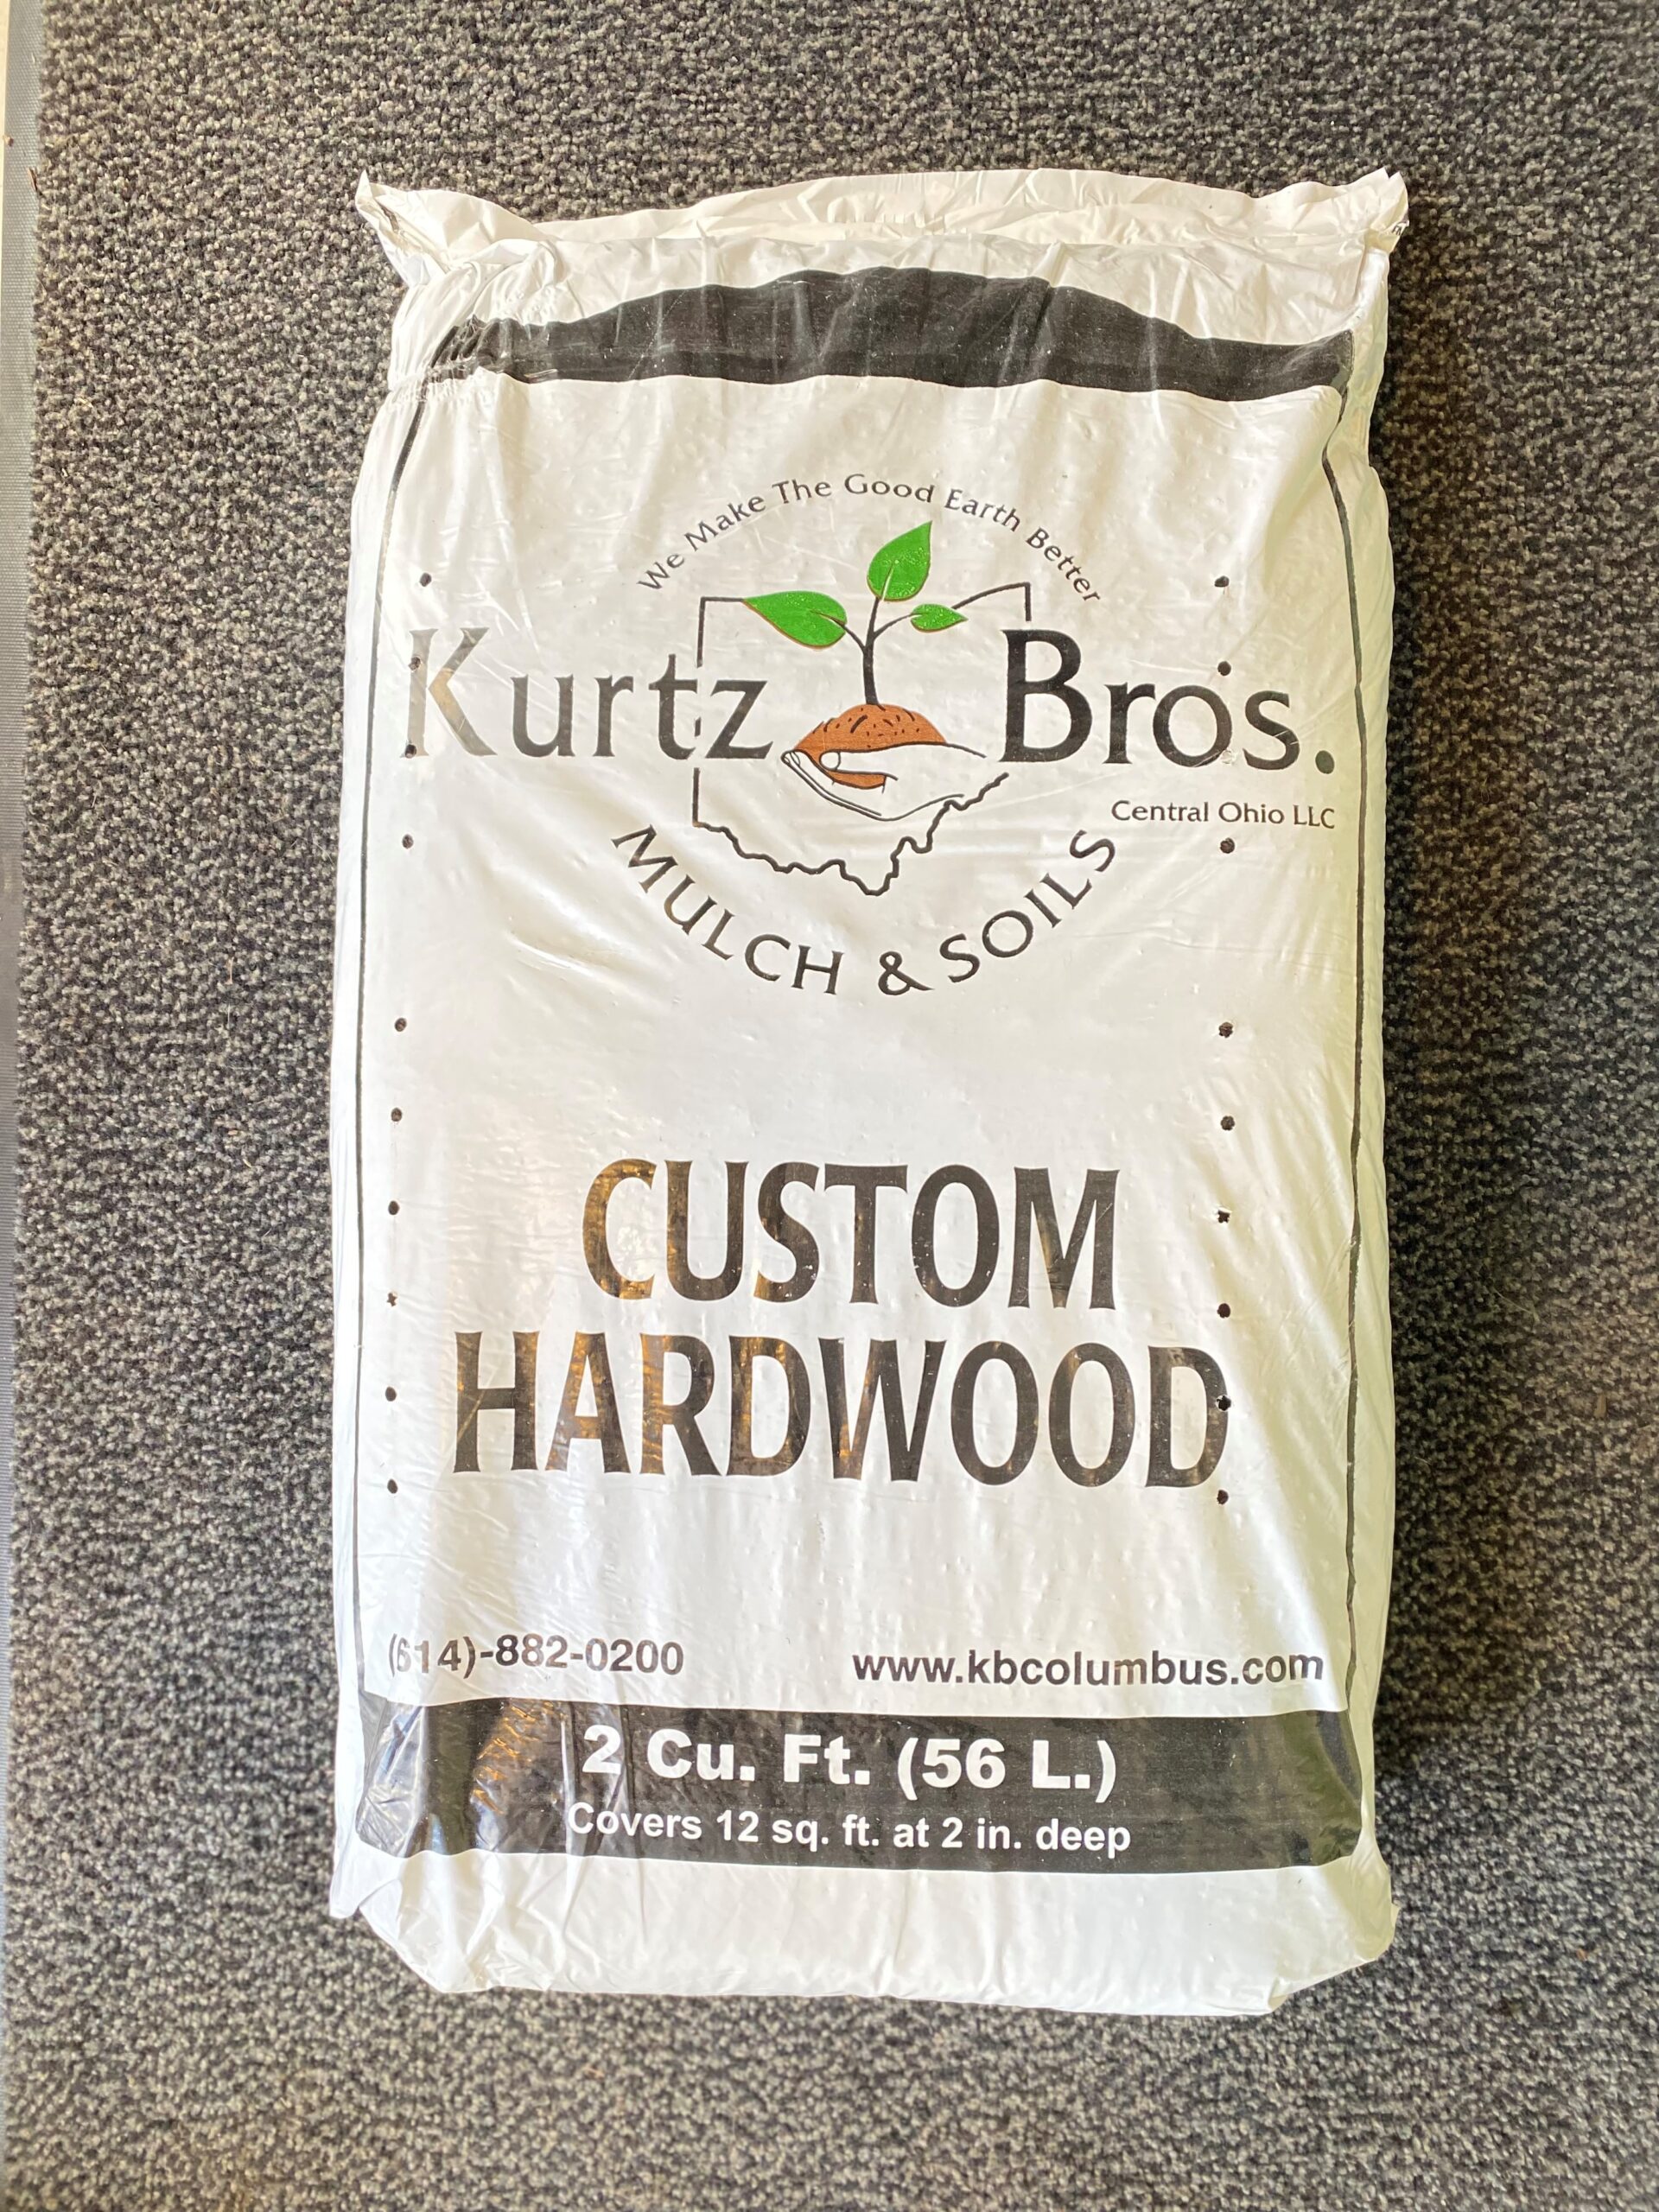 We Make The Good Earth Better
Kurtz Bros.
Central Ohio LLC
MULCH & SOILS
CUSTOM
HARDWOOD
(614)-882-0200
www.kbcolumbus.com
2 Cu. Ft. (56 L.)
Covers 12 sq. ft. at 2 in. deep